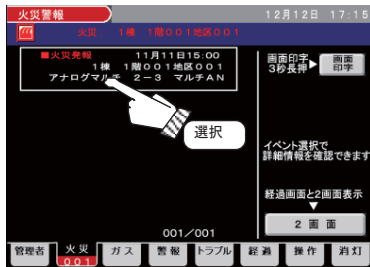 火災警報
12月12日 17:15
火災 1棟 1階001地区001
■火災発報 11月11日15:00
1棟 1階001地区001
アナログマルチ 2-3 マルチAN
選択
画面印字
3秒長押▶
画面
印字
イベント選択で
詳細情報を確認できます
経過画面と2画面表示
▼
2 画 面
001/001
管理者 火災 ガス 警報 トラブル 経過 操作 消灯
001